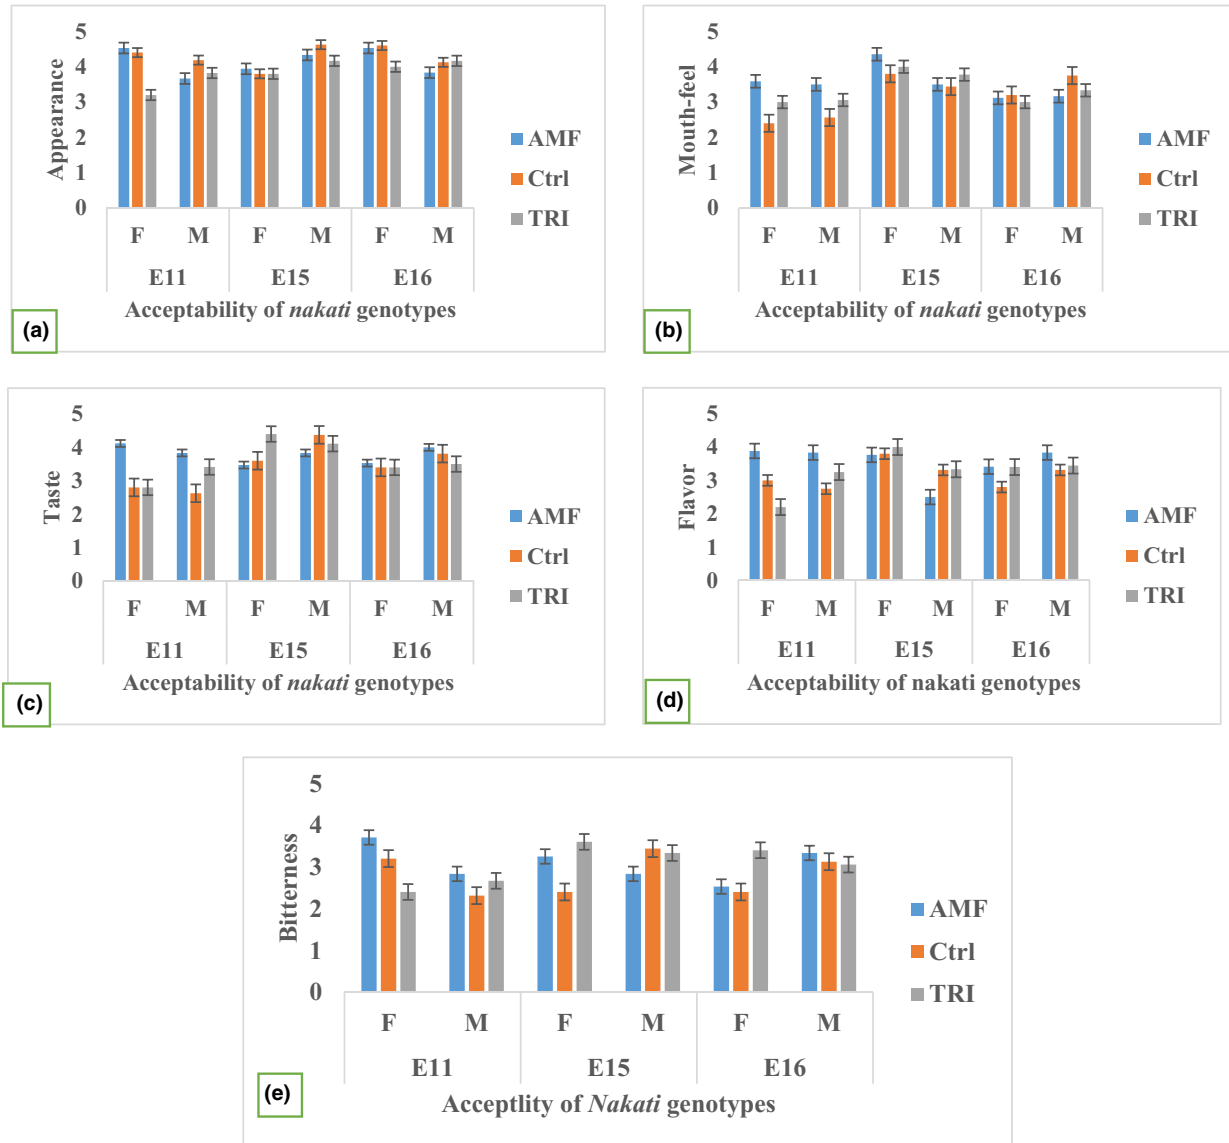 5
4
3
2
1
0
Appearance
F M F M F M
E11 E15 E16
Acceptability of nakati genotypes
AMF
Ctrl
TRI
(a)
5
4
3
2
1
0
Mouth-feel
F M F M F M
E11 E15 E16
Acceptability of nakati genotypes
AMF
Ctrl
TRI
(b)
5
4
3
2
1
0
Taste
F M F M F M
E11 E15 E16
Acceptability of nakati genotypes
AMF
Ctrl
TRI
(c)
5
4
3
2
1
0
Flavor
F M F M F M
E11 E15 E16
Acceptability of nakati genotypes
AMF
Ctrl
TRI
(d)
5
4
3
2
1
0
Bitterness
F M F M F M
E11 E15 E16
Acceptlity of Nakati genotypes
AMF
Ctrl
TRI
(e)